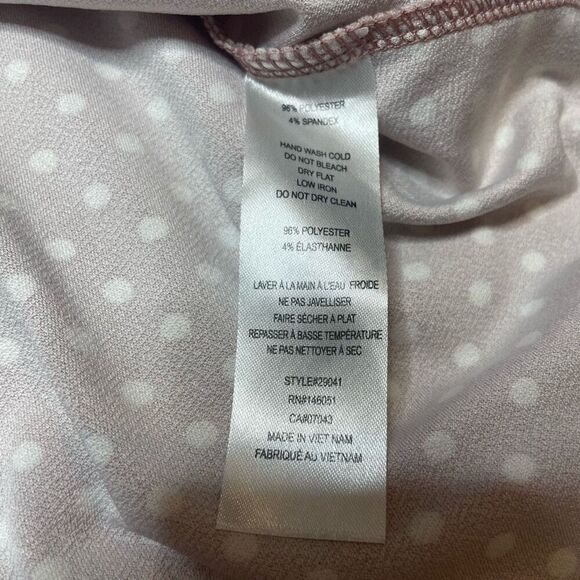 96% POLYESTER
4% SPANDEX
HAND WASH COLD
DO NOT BLEACH
DRY FLAT
LOW IRON
DO NOT DRY CLEAN
96% POLYESTER
4% ÉLASTHANNE
LAVER À LA MAIN À L'EAU FROIDE
NE PAS JAVELLISER
FAIRE SÉCHER À PLAT
REPASSER À BASSE TEMPÉRATURE
NE PAS NETTOYER À SEC
STYLE#29041
RN#146051
CA#07043
MADE IN VIET NAM
FABRIQUÉ AU VIETNAM